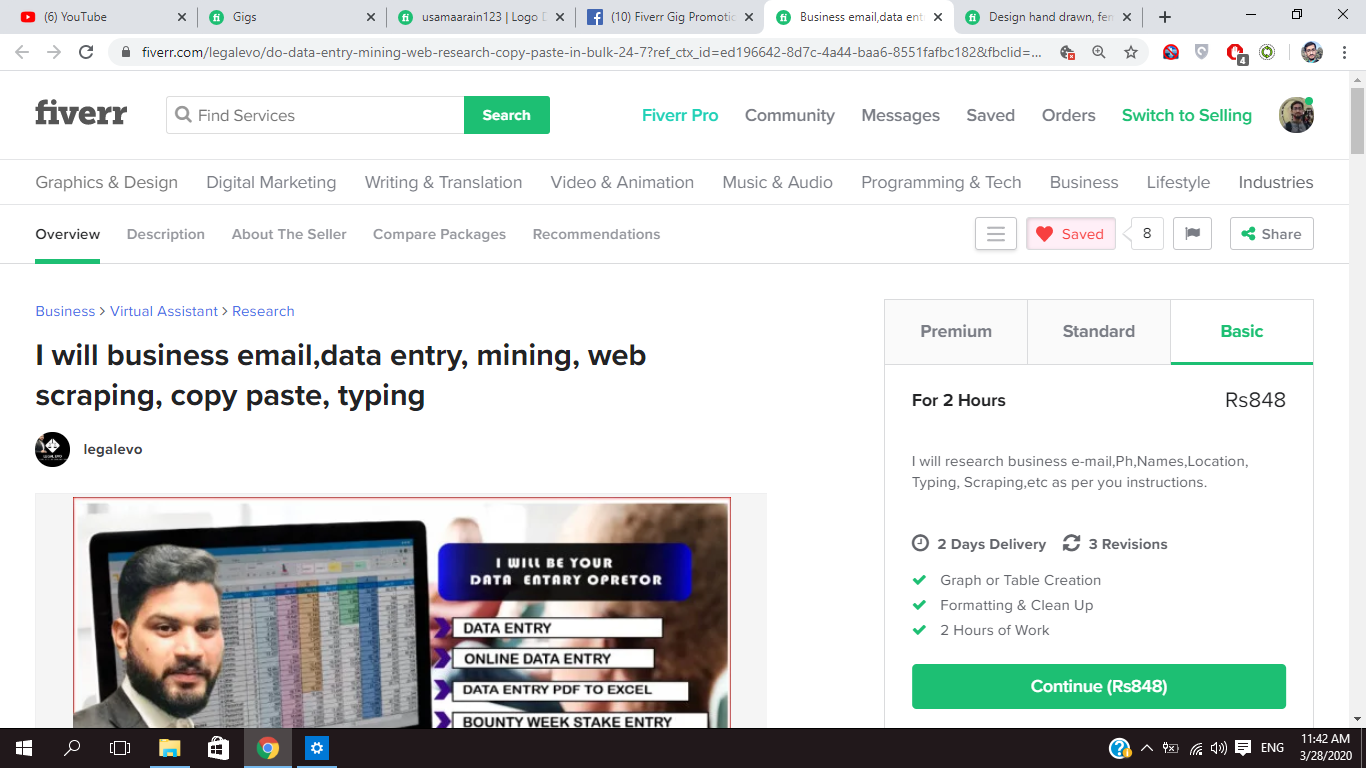 (6) YouTube
Gigs
usamaarain123 | Logo D
(10) Fiverr Gig Promotic
Business email,data ent
Design hand drawn, fem
fiverr.com/legalevo/do-data-entry-mining-web-research-copy-paste-in-bulk-24-7?ref_ctx_id=ed196642-8d7c-4a44-baa6-8551fafbc182&fbclid=...
4
fiverr
Find Services
Search
Fiverr Pro
Community
Messages
Saved
Orders
Switch to Selling
Graphics & Design
Digital Marketing
Writing & Translation
Video & Animation
Music & Audio
Programming & Tech
Business
Lifestyle
Industries
Overview
Description
About The Seller
Compare Packages
Recommendations
Saved
8
Share
Business > Virtual Assistant > Research
I will business email,data entry, mining, web
scraping, copy paste, typing
legalevo
I WILL BE YOUR
DATA ENTARY OPRETOR
DATA ENTRY
ONLINE DATA ENTRY
DATA ENTRY PDF TO EXCEL
BOUNTY WEEK STAKE ENTRY
Premium
Standard
Basic
For 2 Hours
Rs848
I will research business e-mail,Ph,Names,Location,
Typing, Scraping,etc as per you instructions.
2 Days Delivery
3 Revisions
Graph or Table Creation
Formatting & Clean Up
2 Hours of Work
Continue (Rs848)
ENG
11:42 AM
3/28/2020